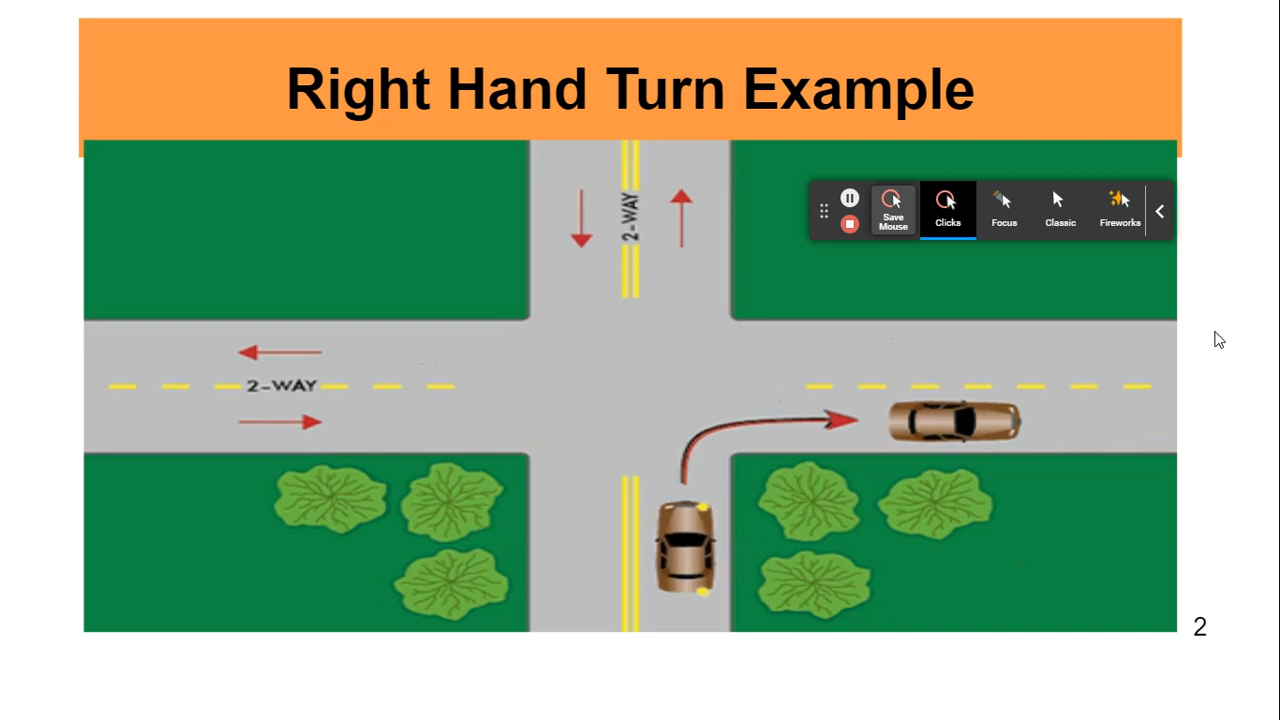 Right Hand Turn Example
2-WAY
Save
Mouse
Clicks
Focus
Classic
Fireworks
2-WAY
2